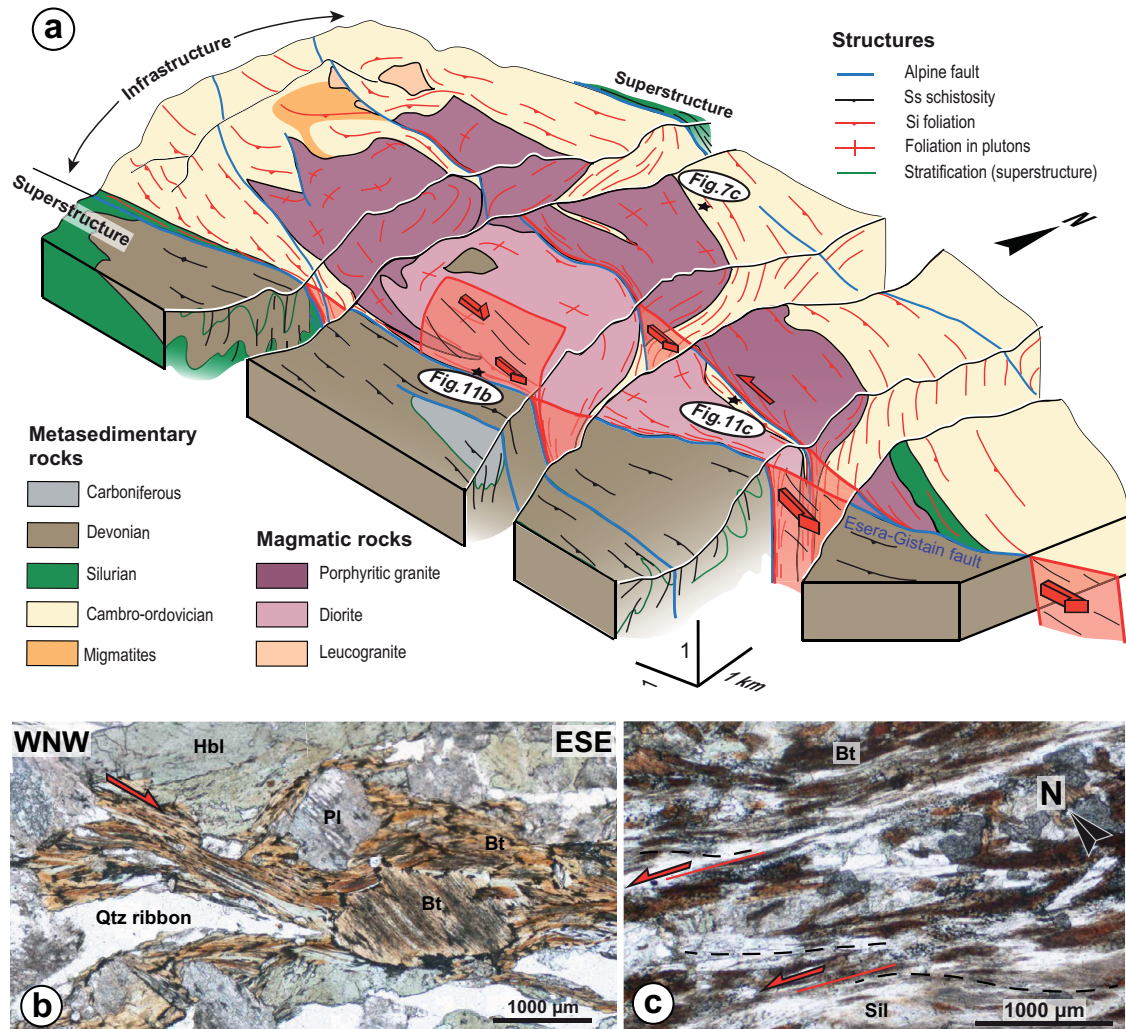 a
Infrastructure
Superstructure
Superstructure
Structures
Alpine fault
Ss schistosity
Si foliation
Foliation in plutons
Stratification (superstructure)
N
Fig.7c
Fig.11b
Fig.11c
Esera-Gistain fault
Metasedimentary
rocks
Carboniferous
Devonian
Silurian
Cambro-ordovician
Migmatites
Magmatic rocks
Porphyritic granite
Diorite
Leucogranite
1
1
1 km
WNW
ESE
Hbl
Pl
Bt
Bt
Qtz ribbon
b
1000 µm
Bt
N
Sil
c
1000 µm